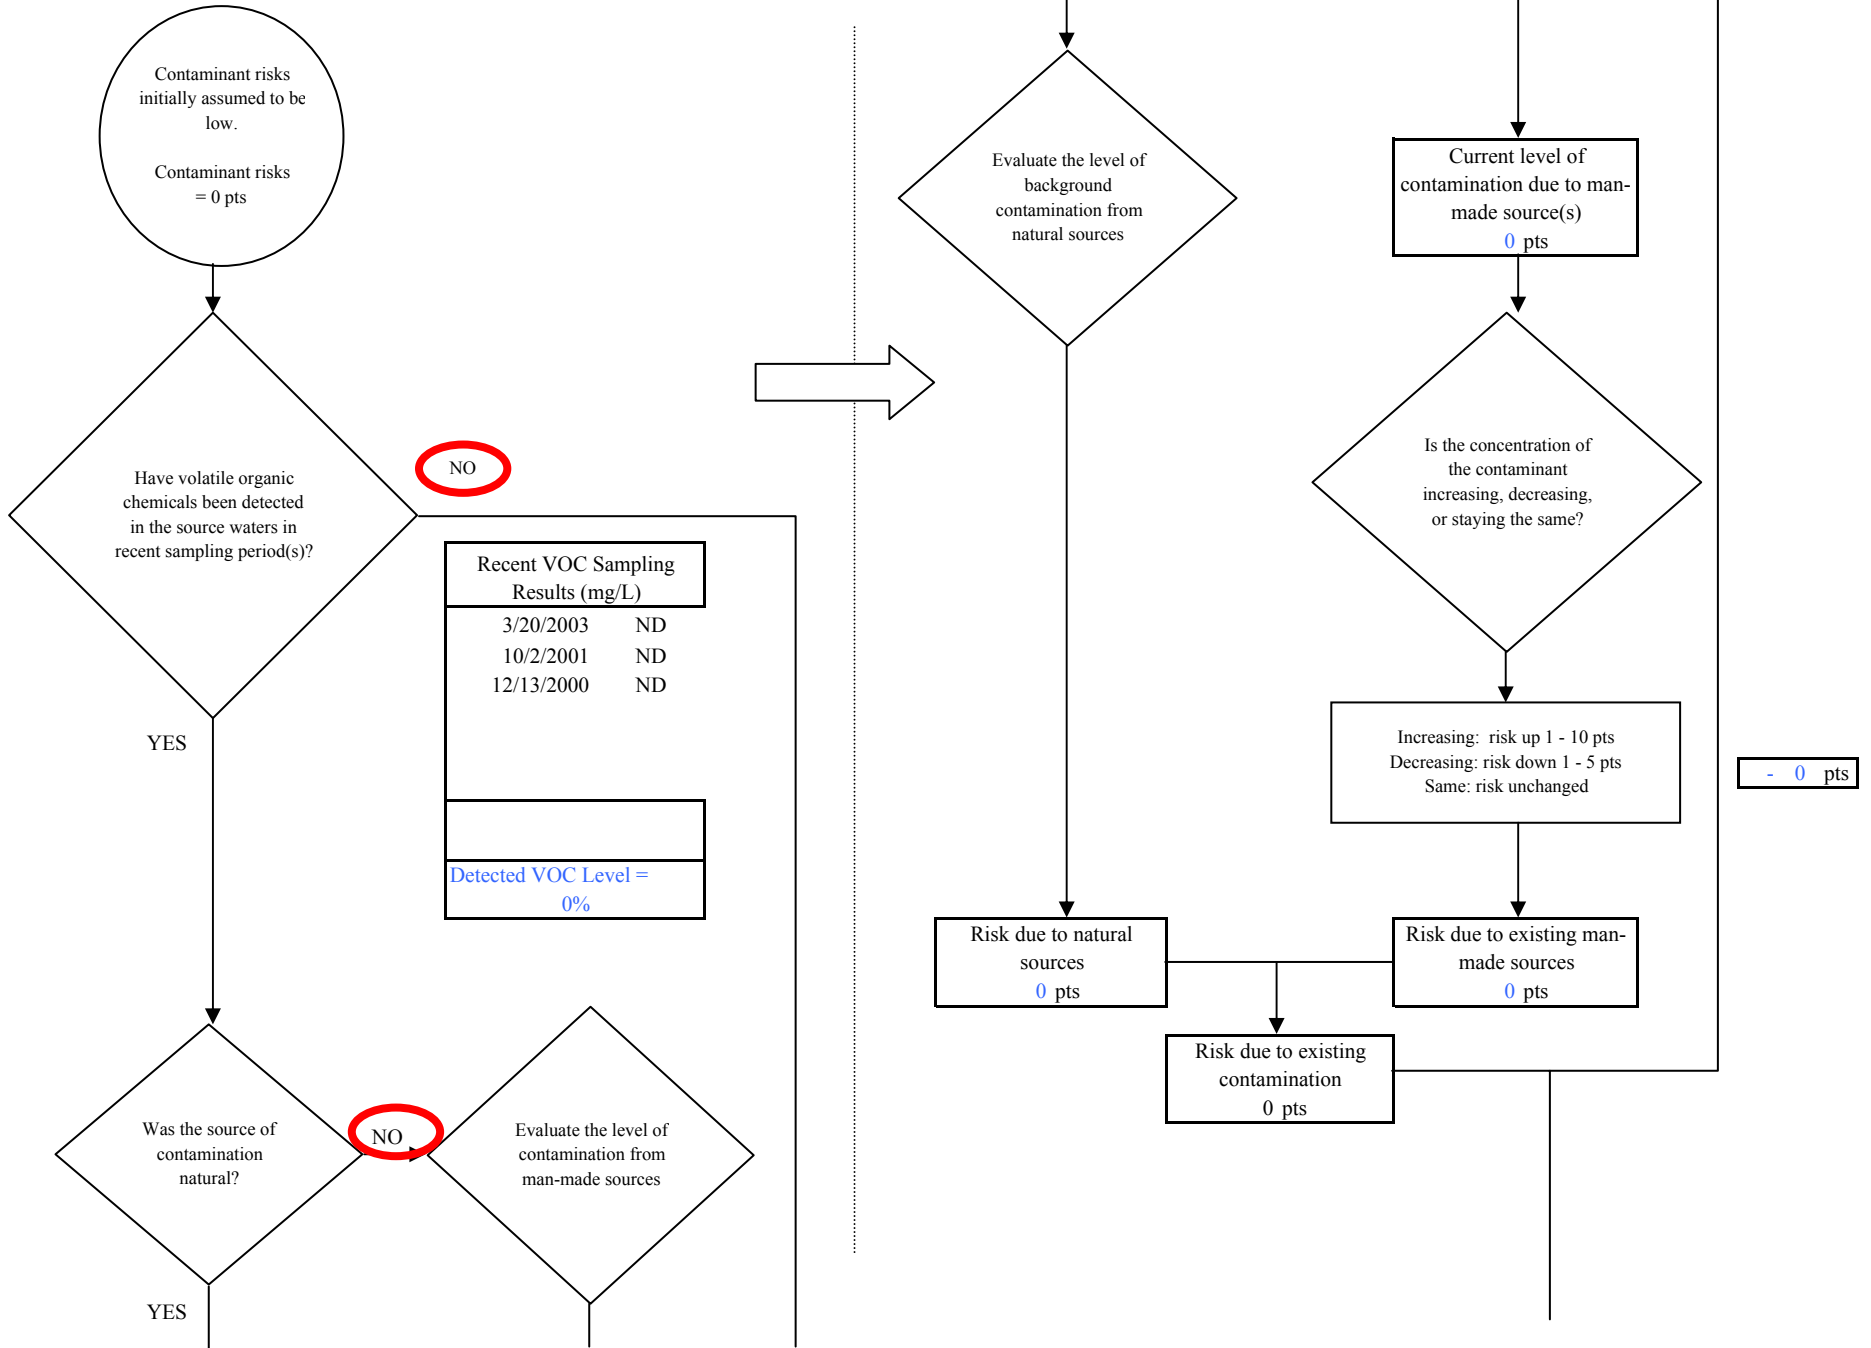 Contaminant risks
initially assumed to be
low.
Contaminant risks
= 0 pts
Have volatile organic
chemicals been detected
in the source waters in
recent sampling period(s)?
NO
Recent VOC Sampling
Results (mg/L)
3/20/2003 ND
10/2/2001 ND
12/13/2000 ND
Detected VOC Level =
0%
YES
Was the source of
contamination
natural?
NO
Evaluate the level of
contamination from
man-made sources
YES
Evaluate the level of
background
contamination from
natural sources
Current level of
contamination due to man-
made source(s)
0 pts
Is the concentration of
the contaminant
increasing, decreasing,
or staying the same?
Increasing: risk up 1 - 10 pts
Decreasing: risk down 1 - 5 pts
Same: risk unchanged
- 0 pts
Risk due to natural
sources
0 pts
Risk due to existing man-
made sources
0 pts
Risk due to existing
contamination
0 pts